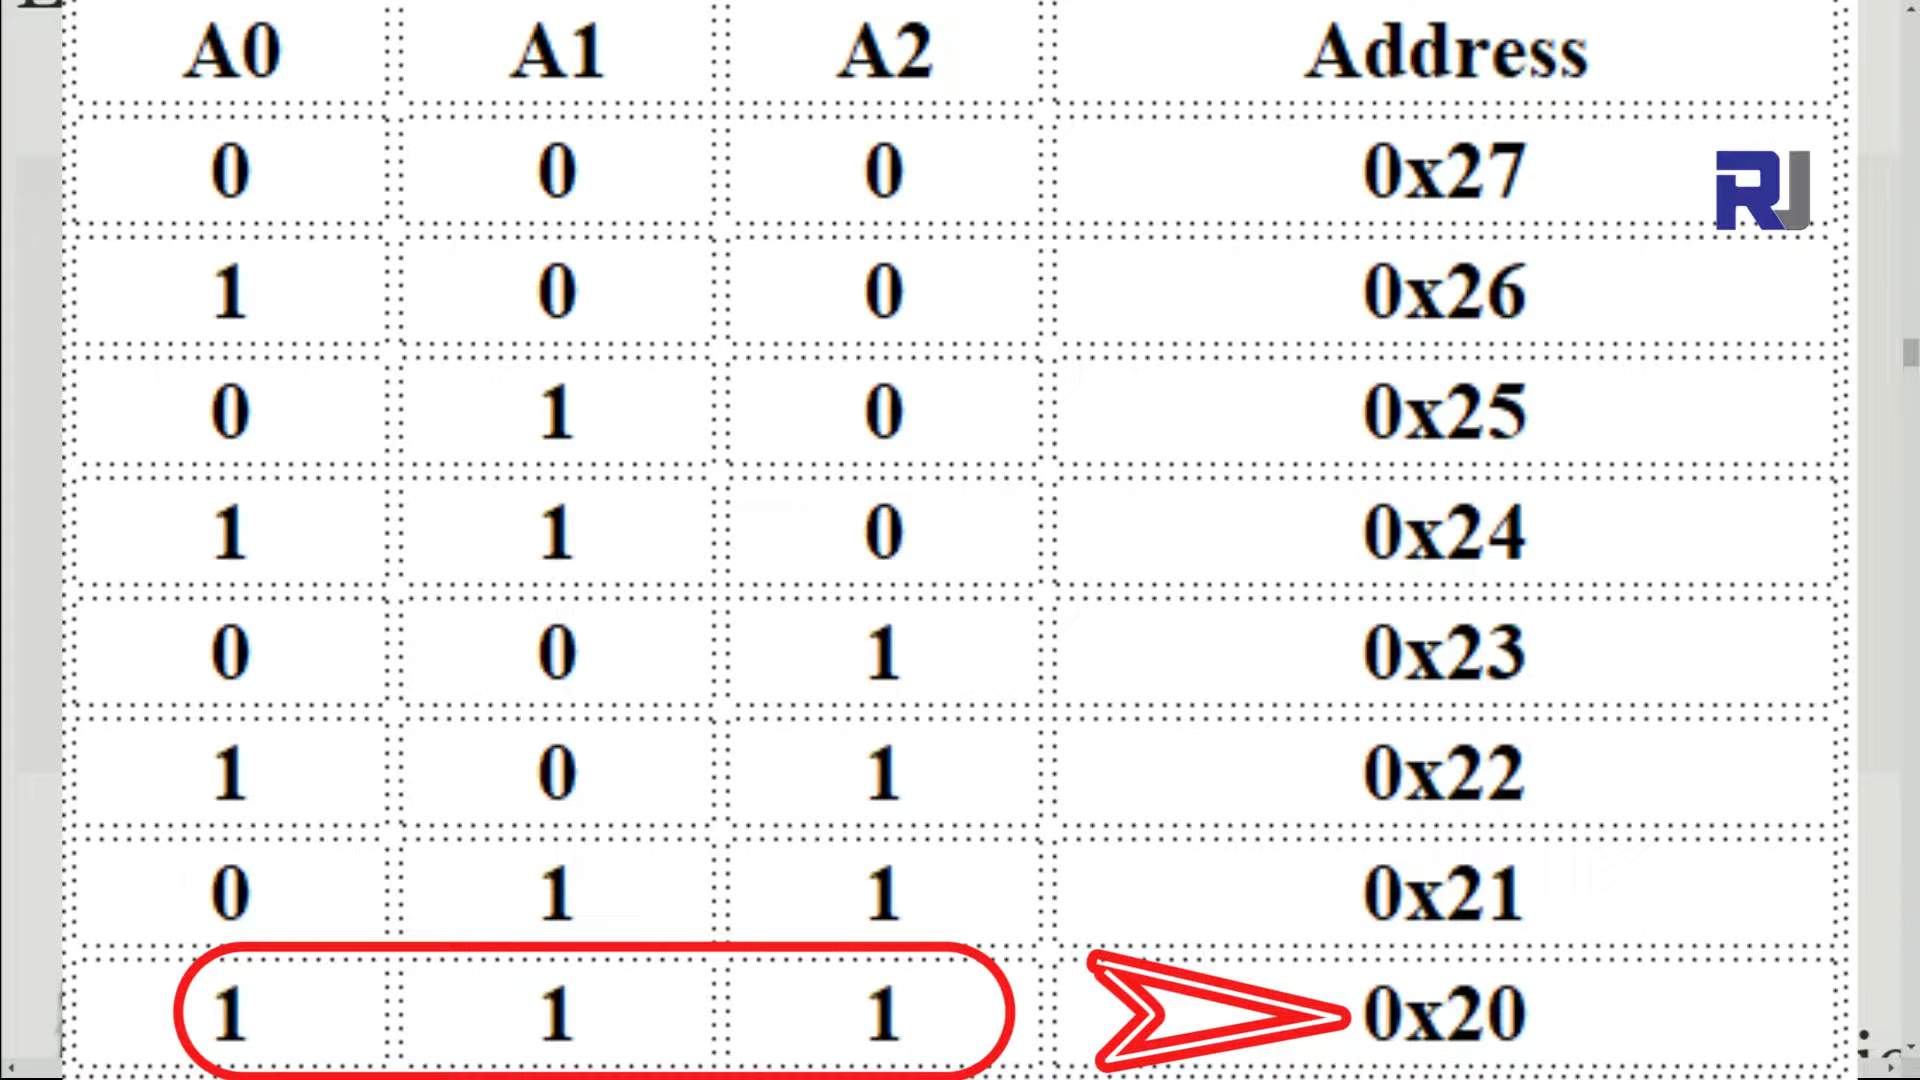 A0 A1 A2 Address
0 0 0 0x27
RJ
1 0 0 0x26
0 1 0 0x25
1 1 0 0x24
0 0 1 0x23
1 0 1 0x22
0 1 1 0x21
1 1 1 0x20